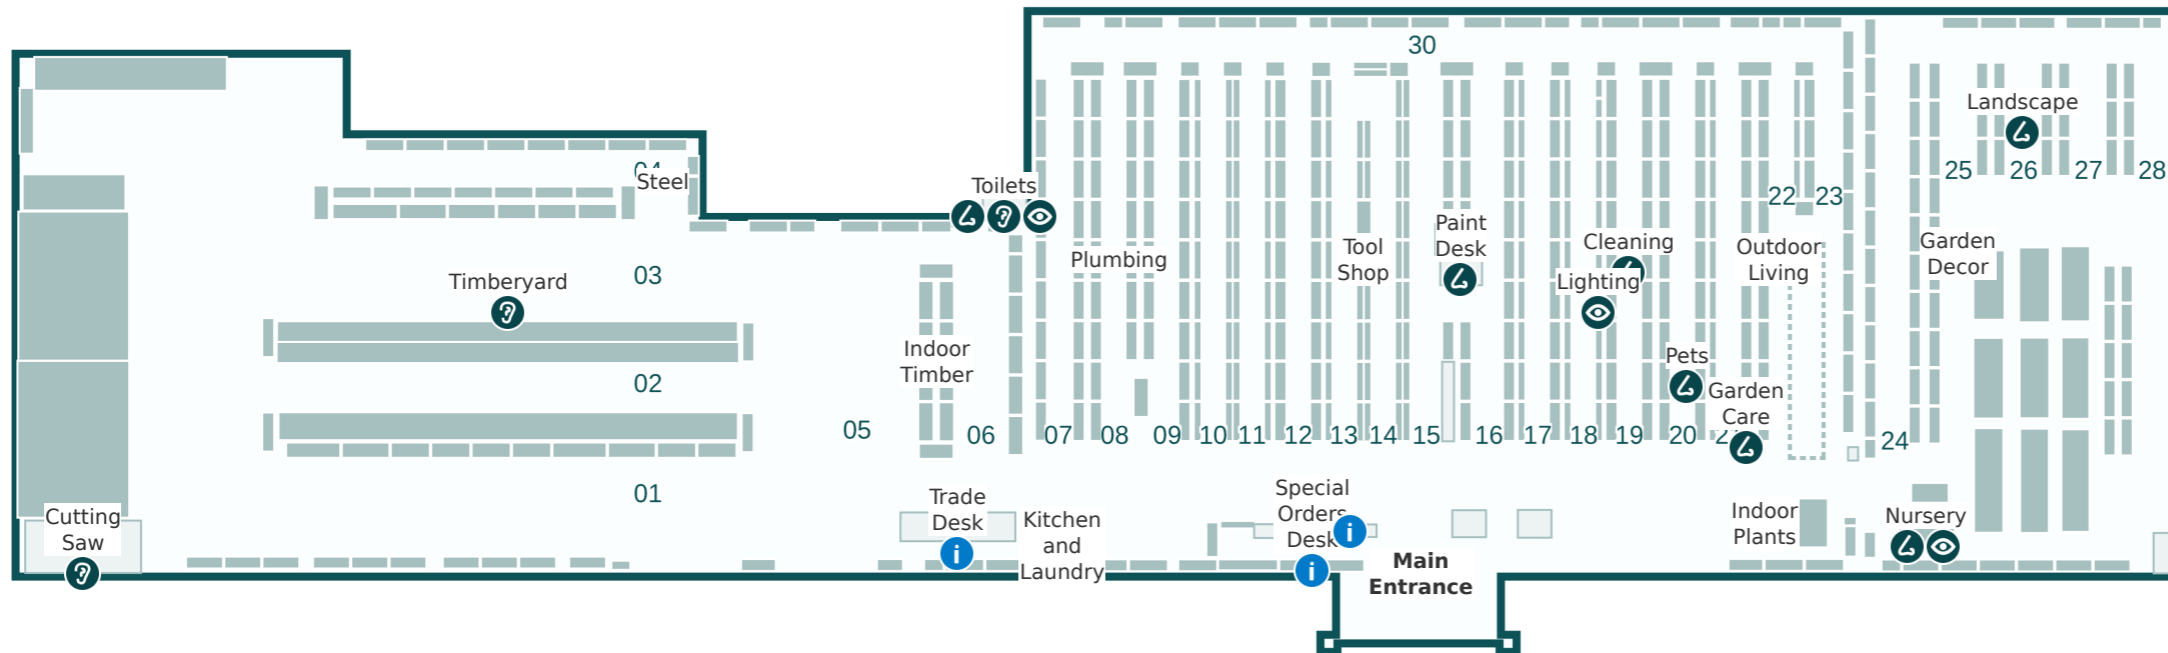 30
Landscape
25
26
27
28
04
Steel
Toilets
22
23
Plumbing
Tool
Shop
Paint
Desk
Cleaning
Lighting
Outdoor
Living
Garden
Decor
03
Timberyard
Indoor
Timber
02
Pets
Garden
Care
05
06
07
08
09
10
11
12
13
14
15
16
17
18
19
20
24
01
Cutting
Saw
Trade
Desk
Kitchen
and
Laundry
Special
Orders
Desk
Main
Entrance
Indoor
Plants
Nursery